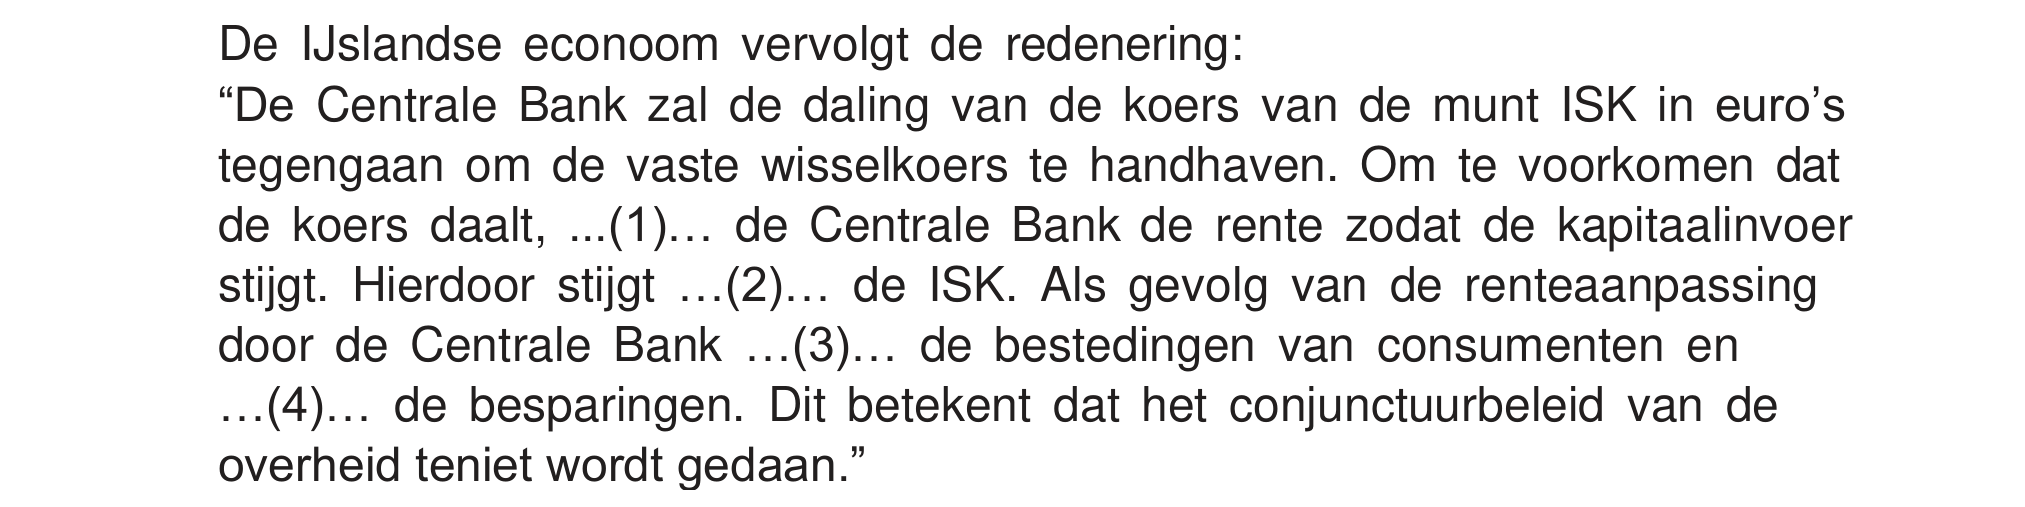 De IJslandse econoom vervolgt de redenering:
“De Centrale Bank zal de daling van de koers van de munt ISK in euro’s
tegengaan om de vaste wisselkoers te handhaven. Om te voorkomen dat
de koers daalt, ...(1)… de Centrale Bank de rente zodat de kapitaalinvoer
stijgt. Hierdoor stijgt …(2)… de ISK. Als gevolg van de renteaanpassing
door de Centrale Bank …(3)… de bestedingen van consumenten en
…(4)… de besparingen. Dit betekent dat het conjunctuurbeleid van de
overheid teniet wordt gedaan.”